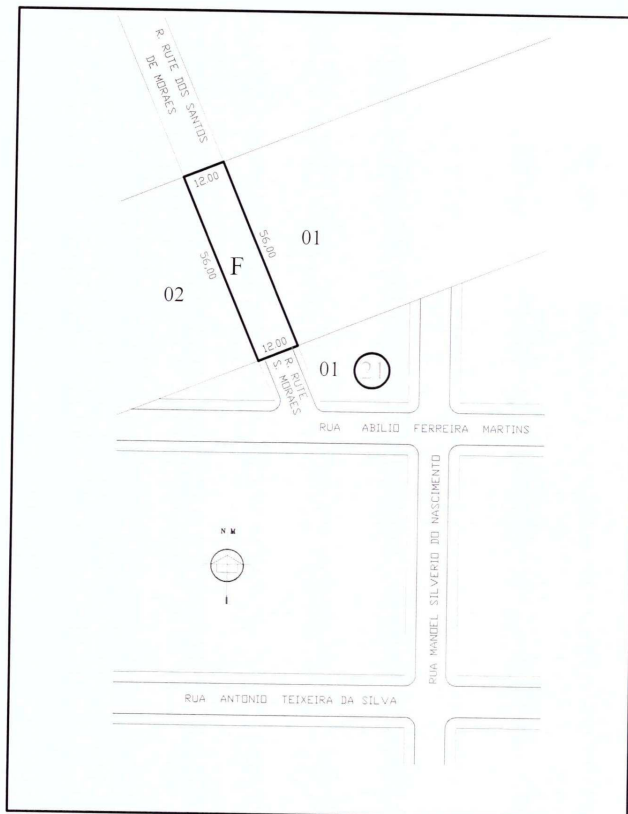 R. RUTE DOS SANTOS
DE MORAES
12.00
56,00
01
56,00
F
02
12.00
R. RUTE
S. MORAES
01
21
RUA ABILIO FERREIRA MARTINS
RUA MANOEL SILVERIO DO NASCIMENTO
N M
RUA ANTONIO TEIXEIRA DA SILVA